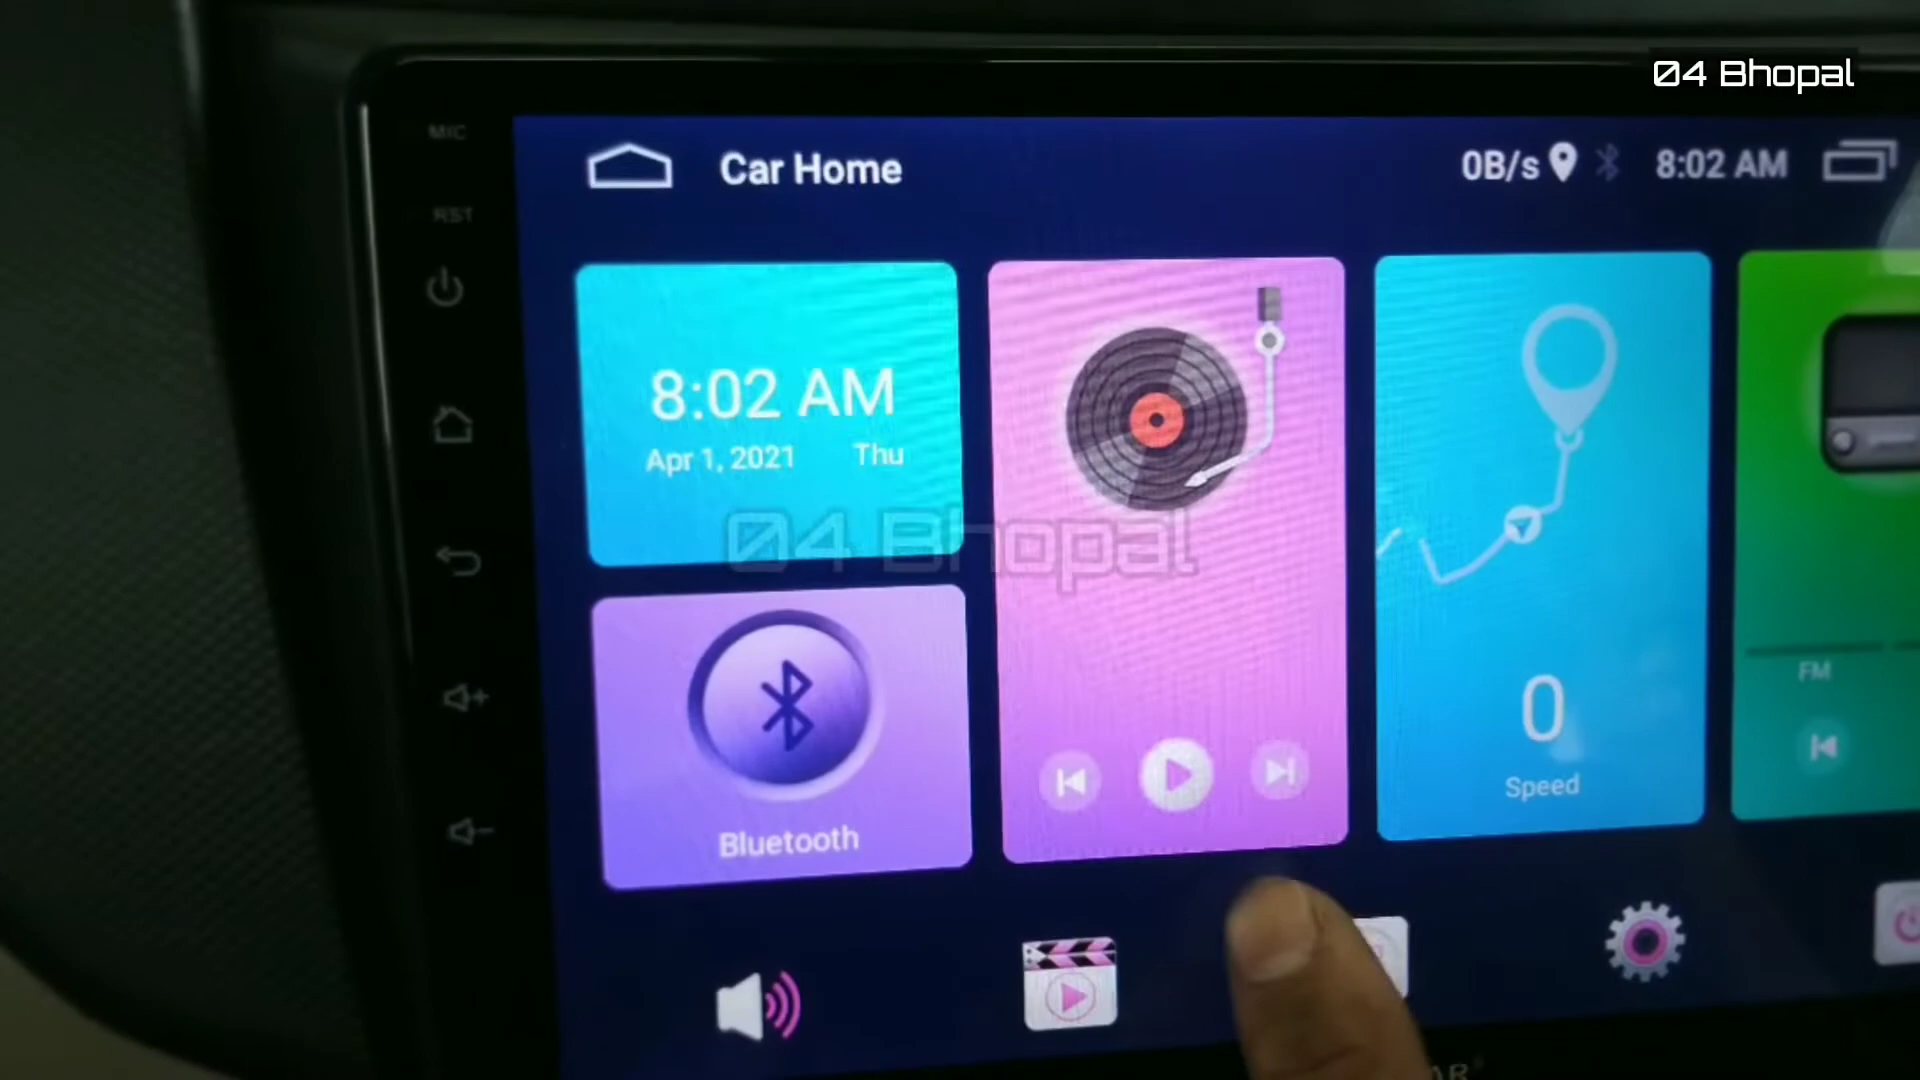 04 Bhopal
MIC
Car Home
0B/s
8:02 AM
RST
8:02 AM
Apr 1, 2021 Thu
04 Bhopal
FM
0
Speed
Bluetooth